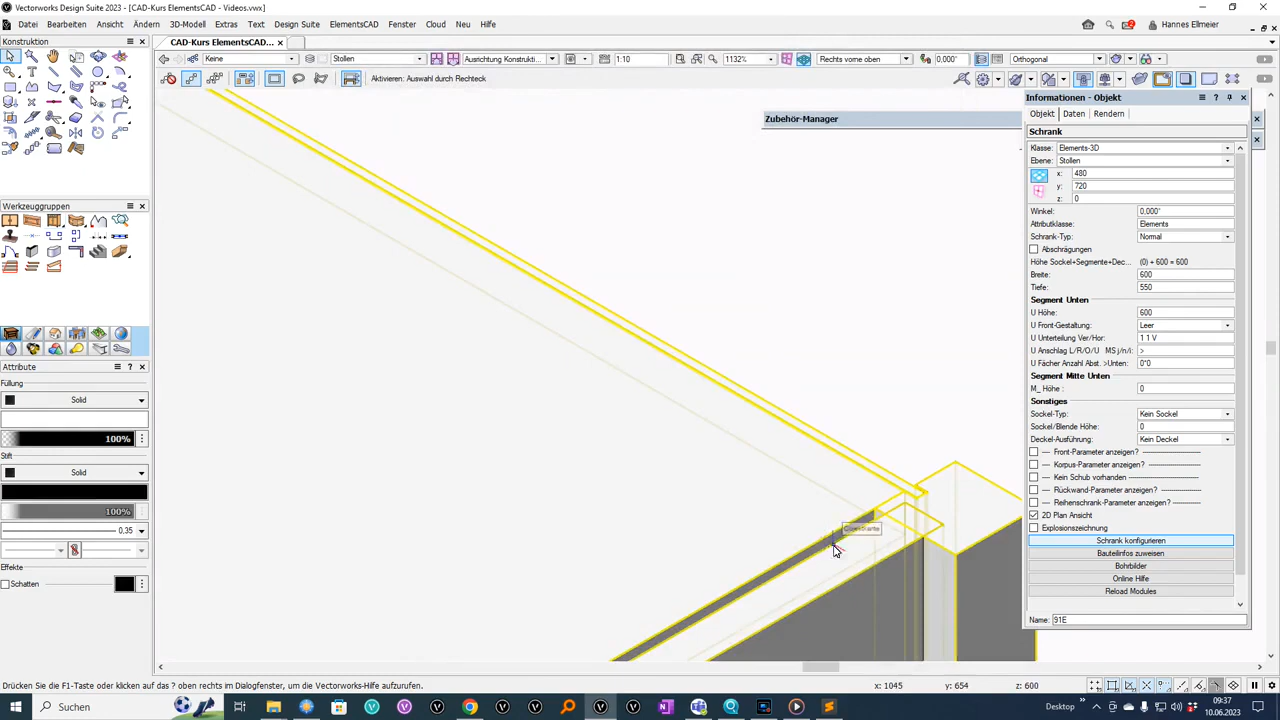 Vectorworks Design Suite 2023 - [CAD-Kurs ElementsCAD - Videos.vwx]
Datei Bearbeiten Ansicht Ändern 3D-Modell Extras Text Design Suite ElementsCAD Fenster Cloud Neu Hilfe
Hannes Ellmeier
Konstruktion
CAD-Kurs ElementsCAD...
Keine
Stollen
Ausrichtung Konstrukti...
1:10
1132%
Rechts vorne oben
0,000°
Orthogonal
Aktivieren: Auswahl durch Rechteck
Zubehör-Manager
Informationen - Objekt
Objekt Daten Rendern
Schrank
Klasse: Elements-3D
Ebene: Stollen
x: 480
y: 720
z: 0
Winkel: 0,000°
Attributklasse: Elements
Schrank-Typ: Normal
Abschrägungen
Höhe Sockel+Segmente+Dec... (0) + 600 = 600
Breite: 600
Tiefe: 550
Segment Unten
U Höhe: 600
U Front-Gestaltung: Leer
U Unterteilung Ver/Hor: 1 1 V
U Anschlag L/R/O/U MS j/n/i: >
U Fächer Anzahl Abst. >Unten: 0*0
Segment Mitte Unten
M_ Höhe : 0
Sonstiges
Sockel-Typ: Kein Sockel
Sockel/Blende Höhe: 0
Deckel-Ausführung: Kein Deckel
--- Front-Parameter anzeigen? ---
--- Korpus-Parameter anzeigen? ---
--- Kein Schub vorhanden ---
--- Rückwand-Parameter anzeigen? ---
--- Reihenschrank-Parameter anzeigen? ---
2D Plan Ansicht
Explosionszeichnung
Schrank konfigurieren
Bauteilinfos zuweisen
Bohrbilder
Online Hilfe
Reload Modules
Name: 91E
Werkzeuggruppen
Attribute
Füllung
Solid
100%
Stift
Solid
100%
0.35
Effekte
Schatten
Objektkante
Drücken Sie die F1-Taste oder klicken auf das ? oben rechts im Dialogfenster, um die Vectorworks-Hilfe aufzurufen.
x: 1045 y: 654 z: 600
Suchen
Desktop
09:37
10.06.2023